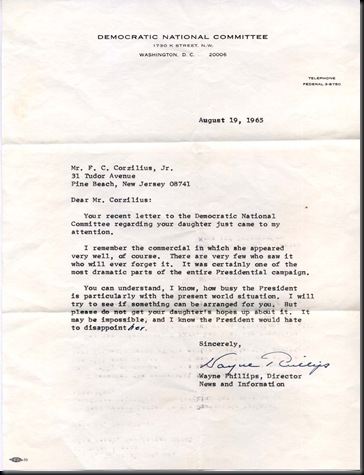 DEMOCRATIC NATIONAL COMMITTEE
1730 K STREET, N.W.
WASHINGTON, D. C. 20006
TELEPHONE
FEDERAL 3-8750
August 19, 1965
Mr. F. C. Corzilius, Jr.
31 Tudor Avenue
Pine Beach, New Jersey 08741
Dear Mr. Corzilius:
Your recent letter to the Democratic National
Committee regarding your daughter just came to my
attention.
I remember the commercial in which she appeared
very well, of course. There are very few who saw it
who will ever forget it. It was certainly one of the
most dramatic parts of the entire Presidential campaign.
You can understand, I know, how busy the President
is particularly with the present world situation. I will
try to see if something can be arranged for you. But
please do not get your daughter's hopes up about it. It
may be impossible, and I know the President would hate
to disappoint her.
Sincerely,
Wayne Phillips
Wayne Phillips, Director
News and Information